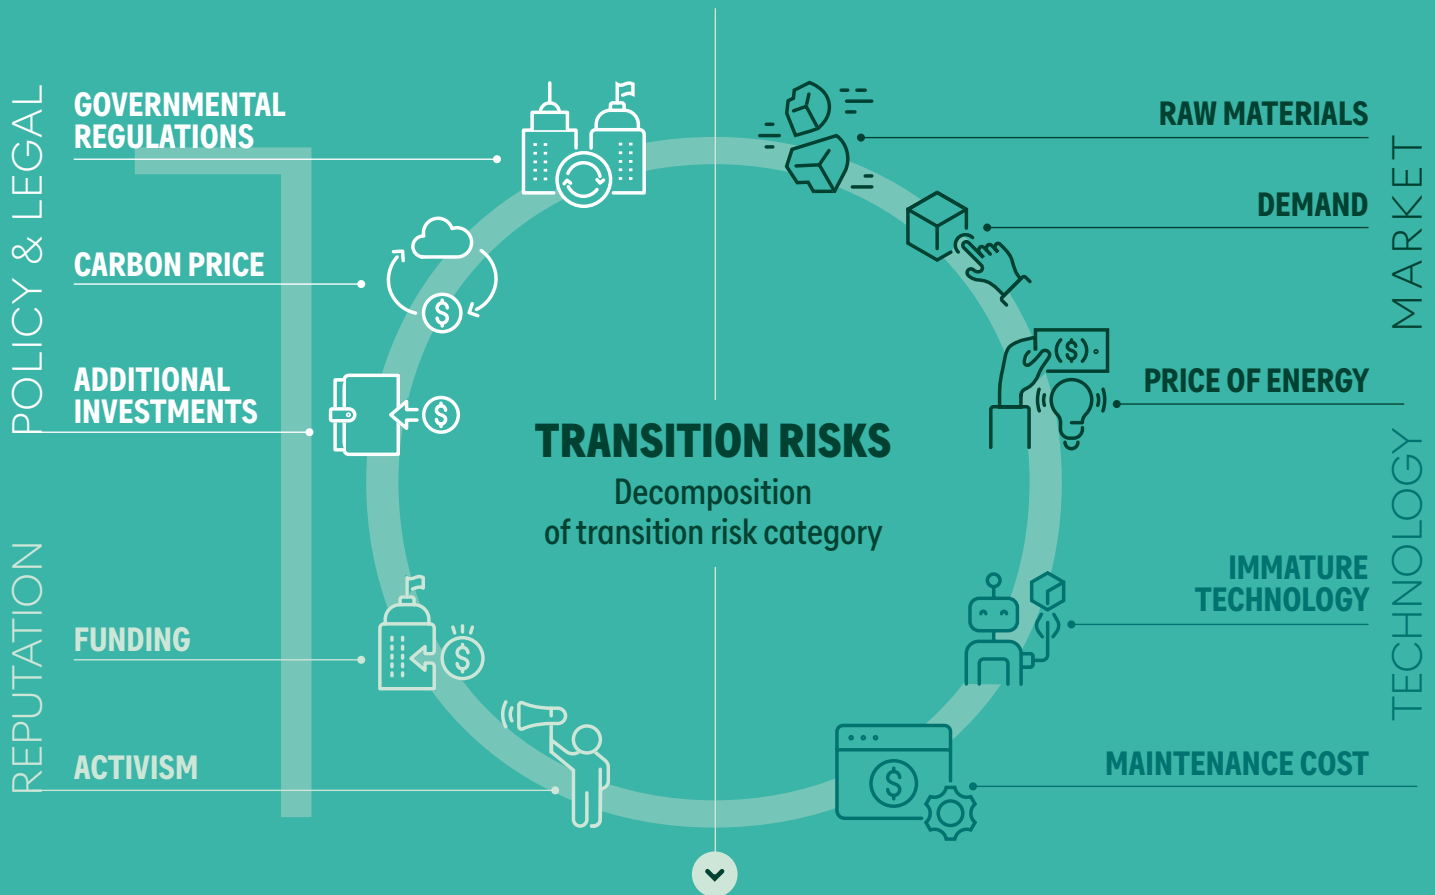 POLICY & LEGAL
GOVERNMENTAL
REGULATIONS
CARBON PRICE
$
ADDITIONAL
INVESTMENTS
$
REPUTATION
FUNDING
$
ACTIVISM
TRANSITION RISKS
Decomposition
of transition risk category
MARKET
RAW MATERIALS
DEMAND
PRICE OF ENERGY
($)
TECHNOLOGY
IMMATURE
TECHNOLOGY
MAINTENANCE COST
$